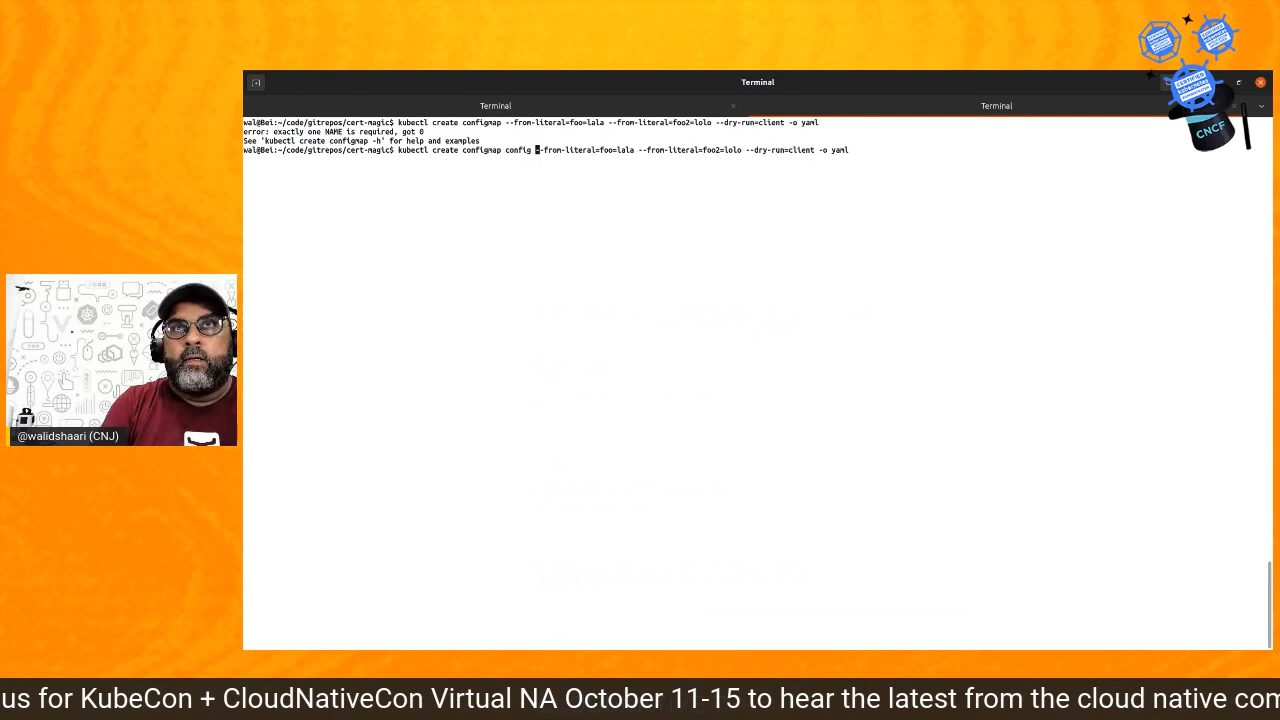 Terminal
Terminal
Terminal
wal@Bei:~/code/gitrepos/cert-magic$ kubectl create configmap --from-literal=foo=lala --from-literal=foo2=lolo --dry-run=client -o yaml
error: exactly one NAME is required, got 0
See 'kubectl create configmap -h' for help and examples
wal@Bei:~/code/gitrepos/cert-magic$ kubectl create configmap config --from-literal=foo=lala --from-literal=foo2=lolo --dry-run=client -o yaml
CERTIFIED
kubernetes
CNCF
@walidshaari (CNJ)
us for KubeCon + CloudNativeCon Virtual NA October 11-15 to hear the latest from the cloud native com